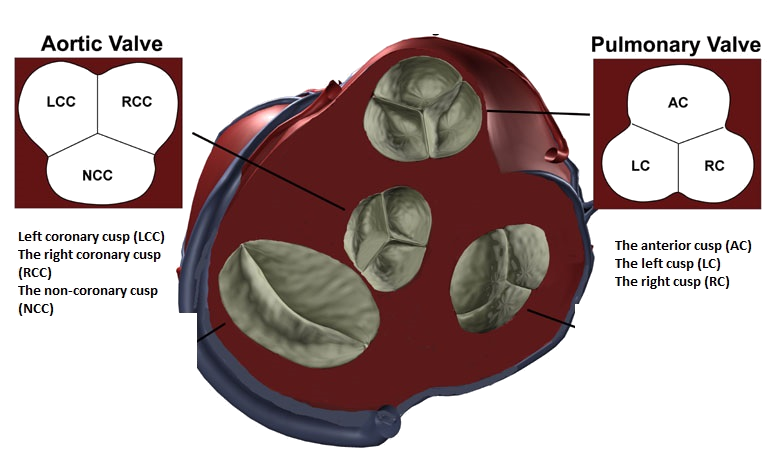 Aortic Valve
LCC
RCC
NCC
Left coronary cusp (LCC)
The right coronary cusp
(RCC)
The non-coronary cusp
(NCC)
Pulmonary Valve
AC
LC
RC
The anterior cusp (AC)
The left cusp (LC)
The right cusp (RC)